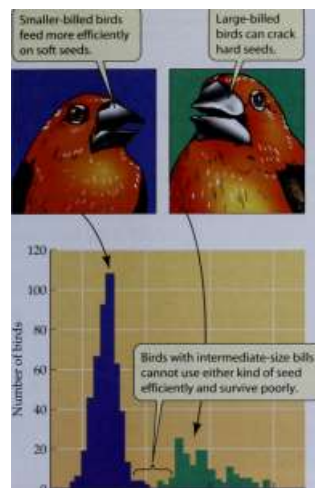 Smaller-billed birds
feed more efficiently
on soft seeds.
Large-billed
birds can crack
hard seeds.
120
100
80
60
40
20
0
Number of birds
Birds with intermediate-size bills
cannot use either kind of seed
efficiently and survive poorly.